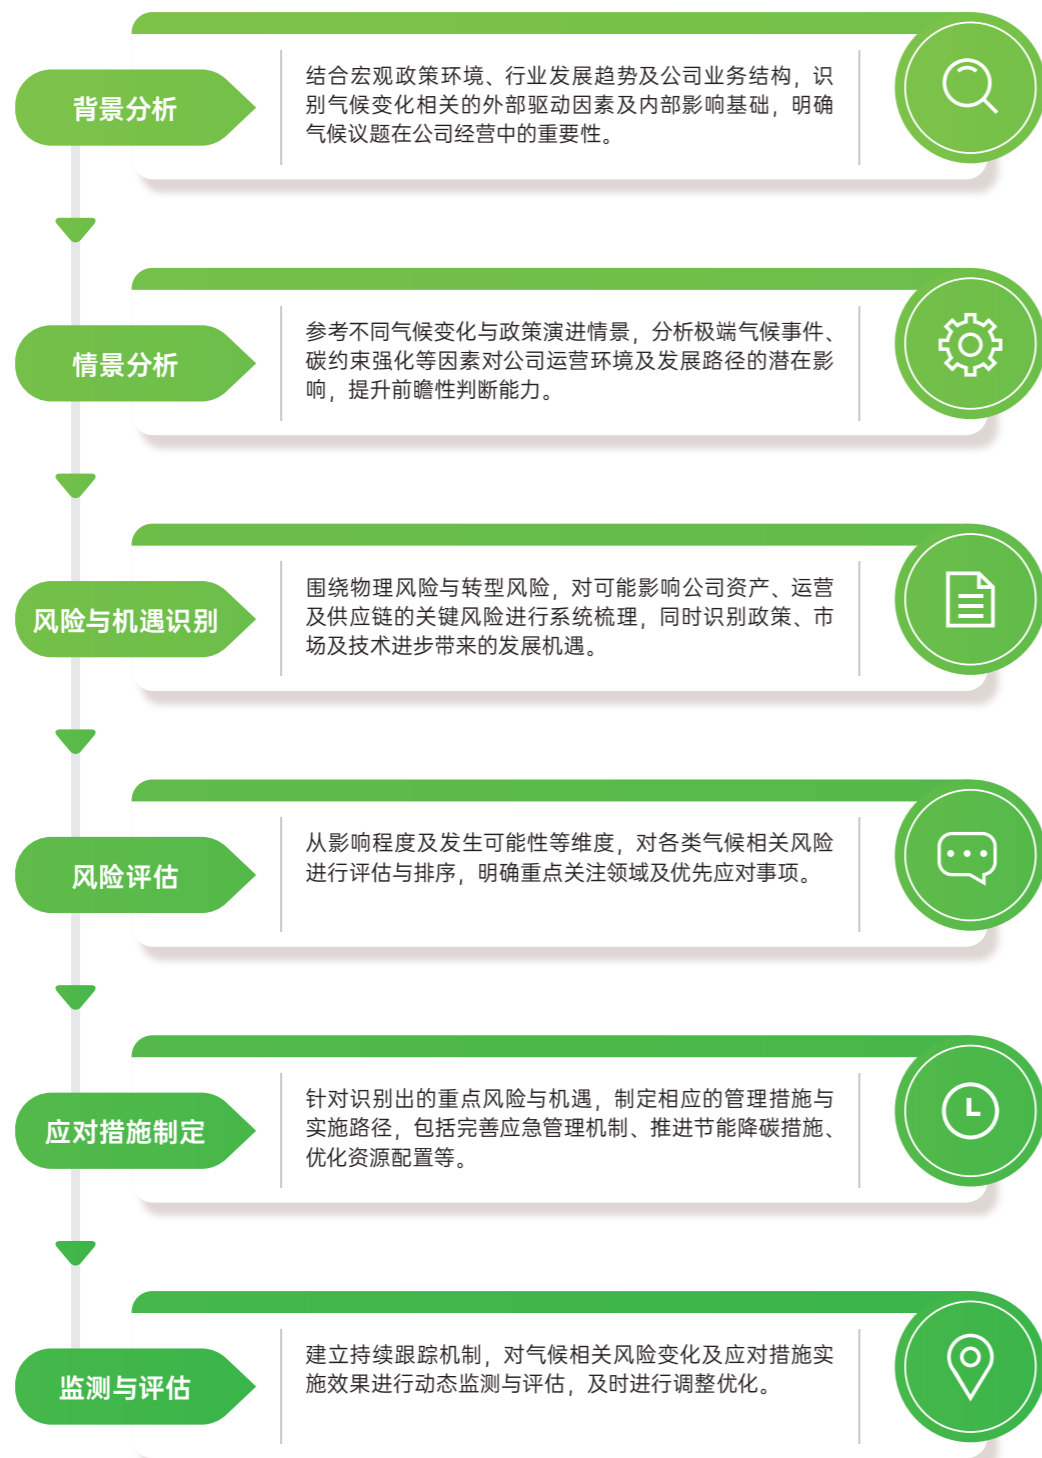 背景分析
结合宏观政策环境、行业发展趋势及公司业务结构，识
别气候变化相关的外部驱动因素及内部影响基础，明确
气候议题在公司经营中的重要性。
情景分析
参考不同气候变化与政策演进情景，分析极端气候事件、
碳约束强化等因素对公司运营环境及发展路径的潜在影
响，提升前瞻性判断能力。
风险与机遇识别
围绕物理风险与转型风险，对可能影响公司资产、运营
及供应链的关键风险进行系统梳理，同时识别政策、市
场及技术进步带来的发展机遇。
风险评估
从影响程度及发生可能性等维度，对各类气候相关风险
进行评估与排序，明确重点关注领域及优先应对事项。
应对措施制定
针对识别出的重点风险与机遇，制定相应的管理措施与
实施路径，包括完善应急管理机制、推进节能降碳措施、
优化资源配置等。
监测与评估
建立持续跟踪机制，对气候相关风险变化及应对措施实
施效果进行动态监测与评估，及时进行调整优化。